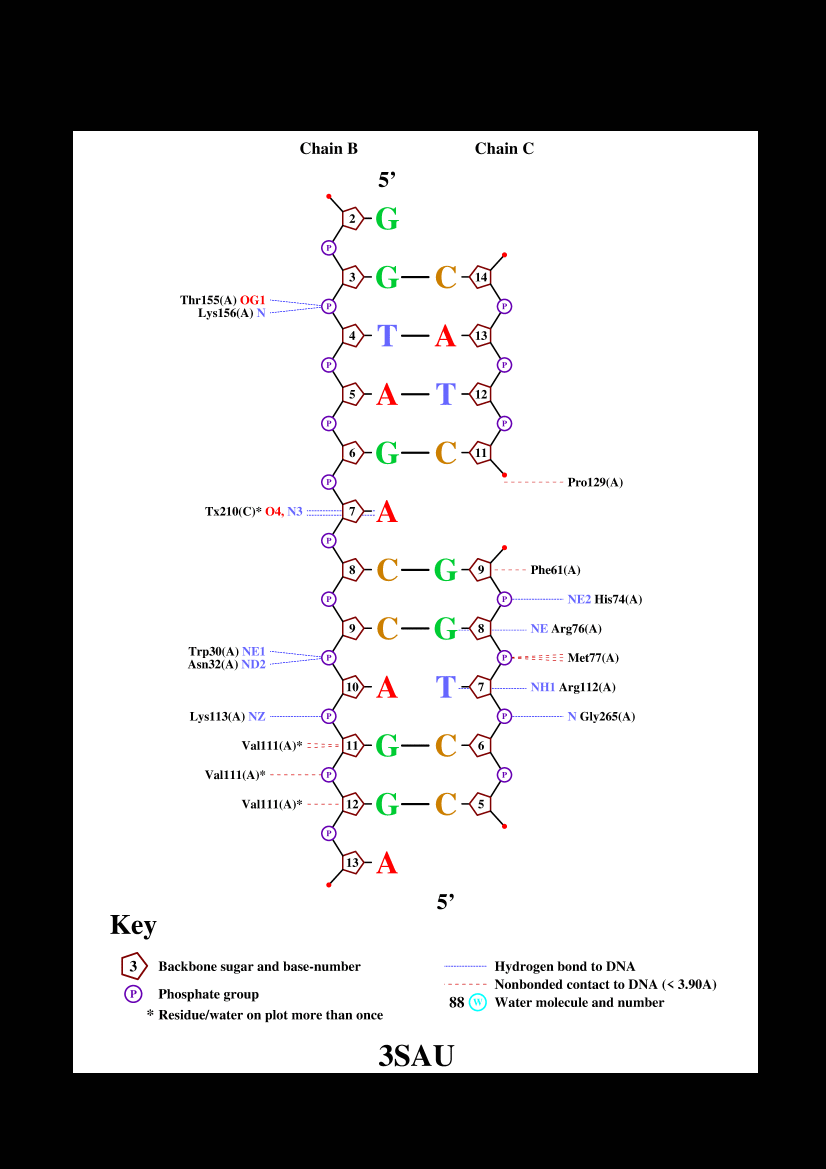 Chain B Chain C
5’
2 G
P
3 G C 14
Thr155(A) OG1 P P
Lys156(A) N
4 T A 13
P P
5 A T 12
P P
6 G C 11
P Pro129(A)
Tx210(C)* O4, N3 7 A
P
8 C G 9 Phe61(A)
P P NE2 His74(A)
9 C G 8 NE Arg76(A)
Trp30(A) NE1 P P Met77(A)
Asn32(A) ND2
10 A T 7 NH1 Arg112(A)
Lys113(A) NZ P P N Gly265(A)
Val111(A)* 11 G C 6
Val111(A)* P P
Val111(A)* 12 G C 5
P
13 A
5’
Key
3 Backbone sugar and base-number
P Phosphate group
* Residue/water on plot more than once
Hydrogen bond to DNA
Nonbonded contact to DNA (< 3.90A)
88 W Water molecule and number
3SAU